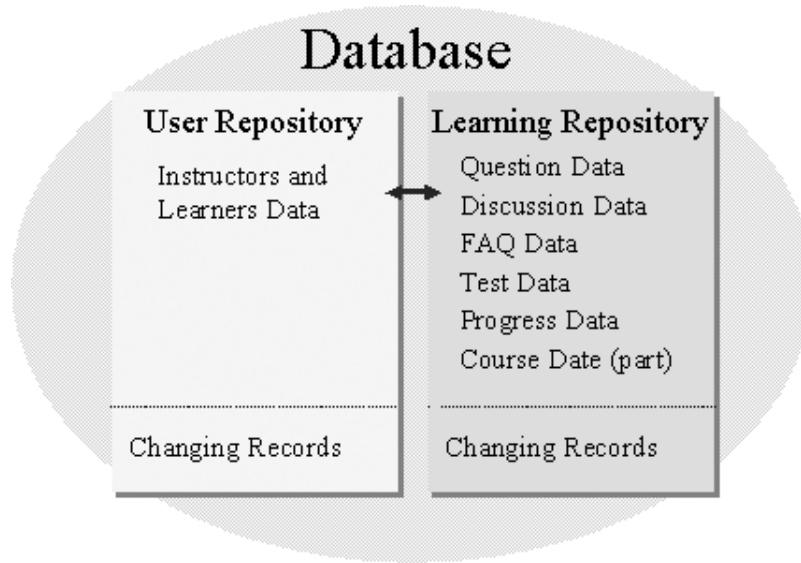 Database
User Repository
Instructors and
Learners Data
Changing Records
Learning Repository
Question Data
Discussion Data
FAQ Data
Test Data
Progress Data
Course Date (part)
Changing Records